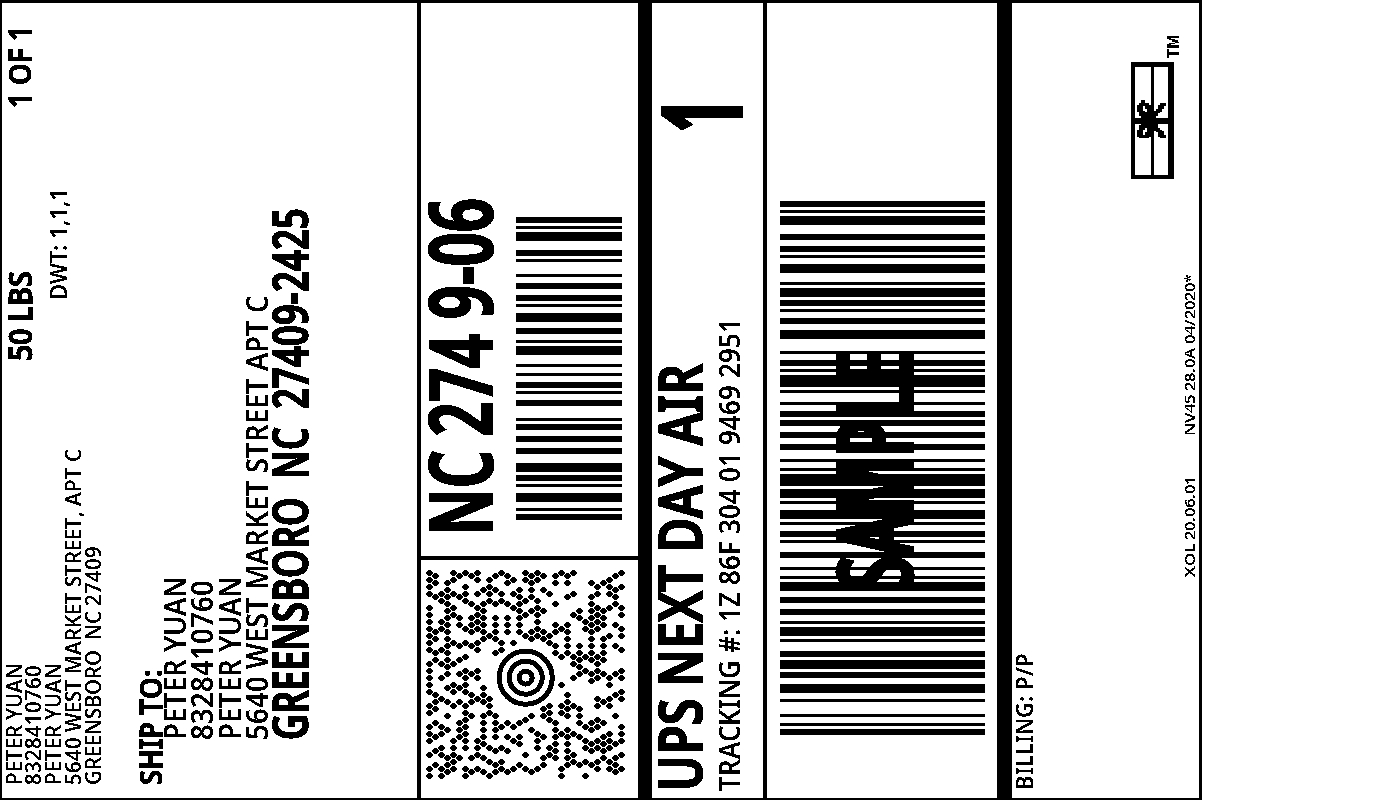 PETER YUAN
8328410760
PETER YUAN
5640 WEST MARKET STREET, APT C
GREENSBORO NC 27409
50 LBS
1 OF 1
DWT: 1,1,1
SHIP TO:
PETER YUAN
8328410760
PETER YUAN
5640 WEST MARKET STREET APT C
GREENSBORO NC 27409-2425
NC 274 9-06
UPS NEXT DAY AIR
1
TRACKING #: 1Z 86F 304 01 9469 2951
SAMPLE
BILLING: P/P
XOL 20.06.01 NV45 28.0A 04/2020*
TM